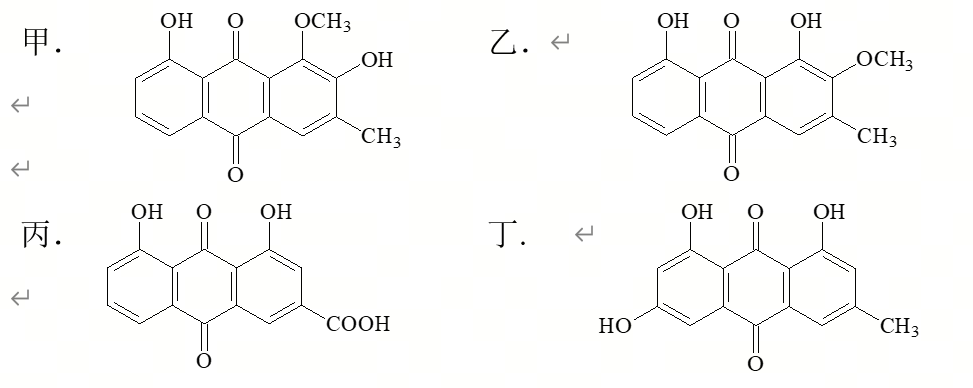 甲.
OH O OCH₃
OH
CH₃
O
乙. ↵
OH O OH
OCH₃
CH₃
O
↵
↵
丙.
OH O OH
COOH
O
丁. ↵
OH O OH
HO
CH₃
O
↵